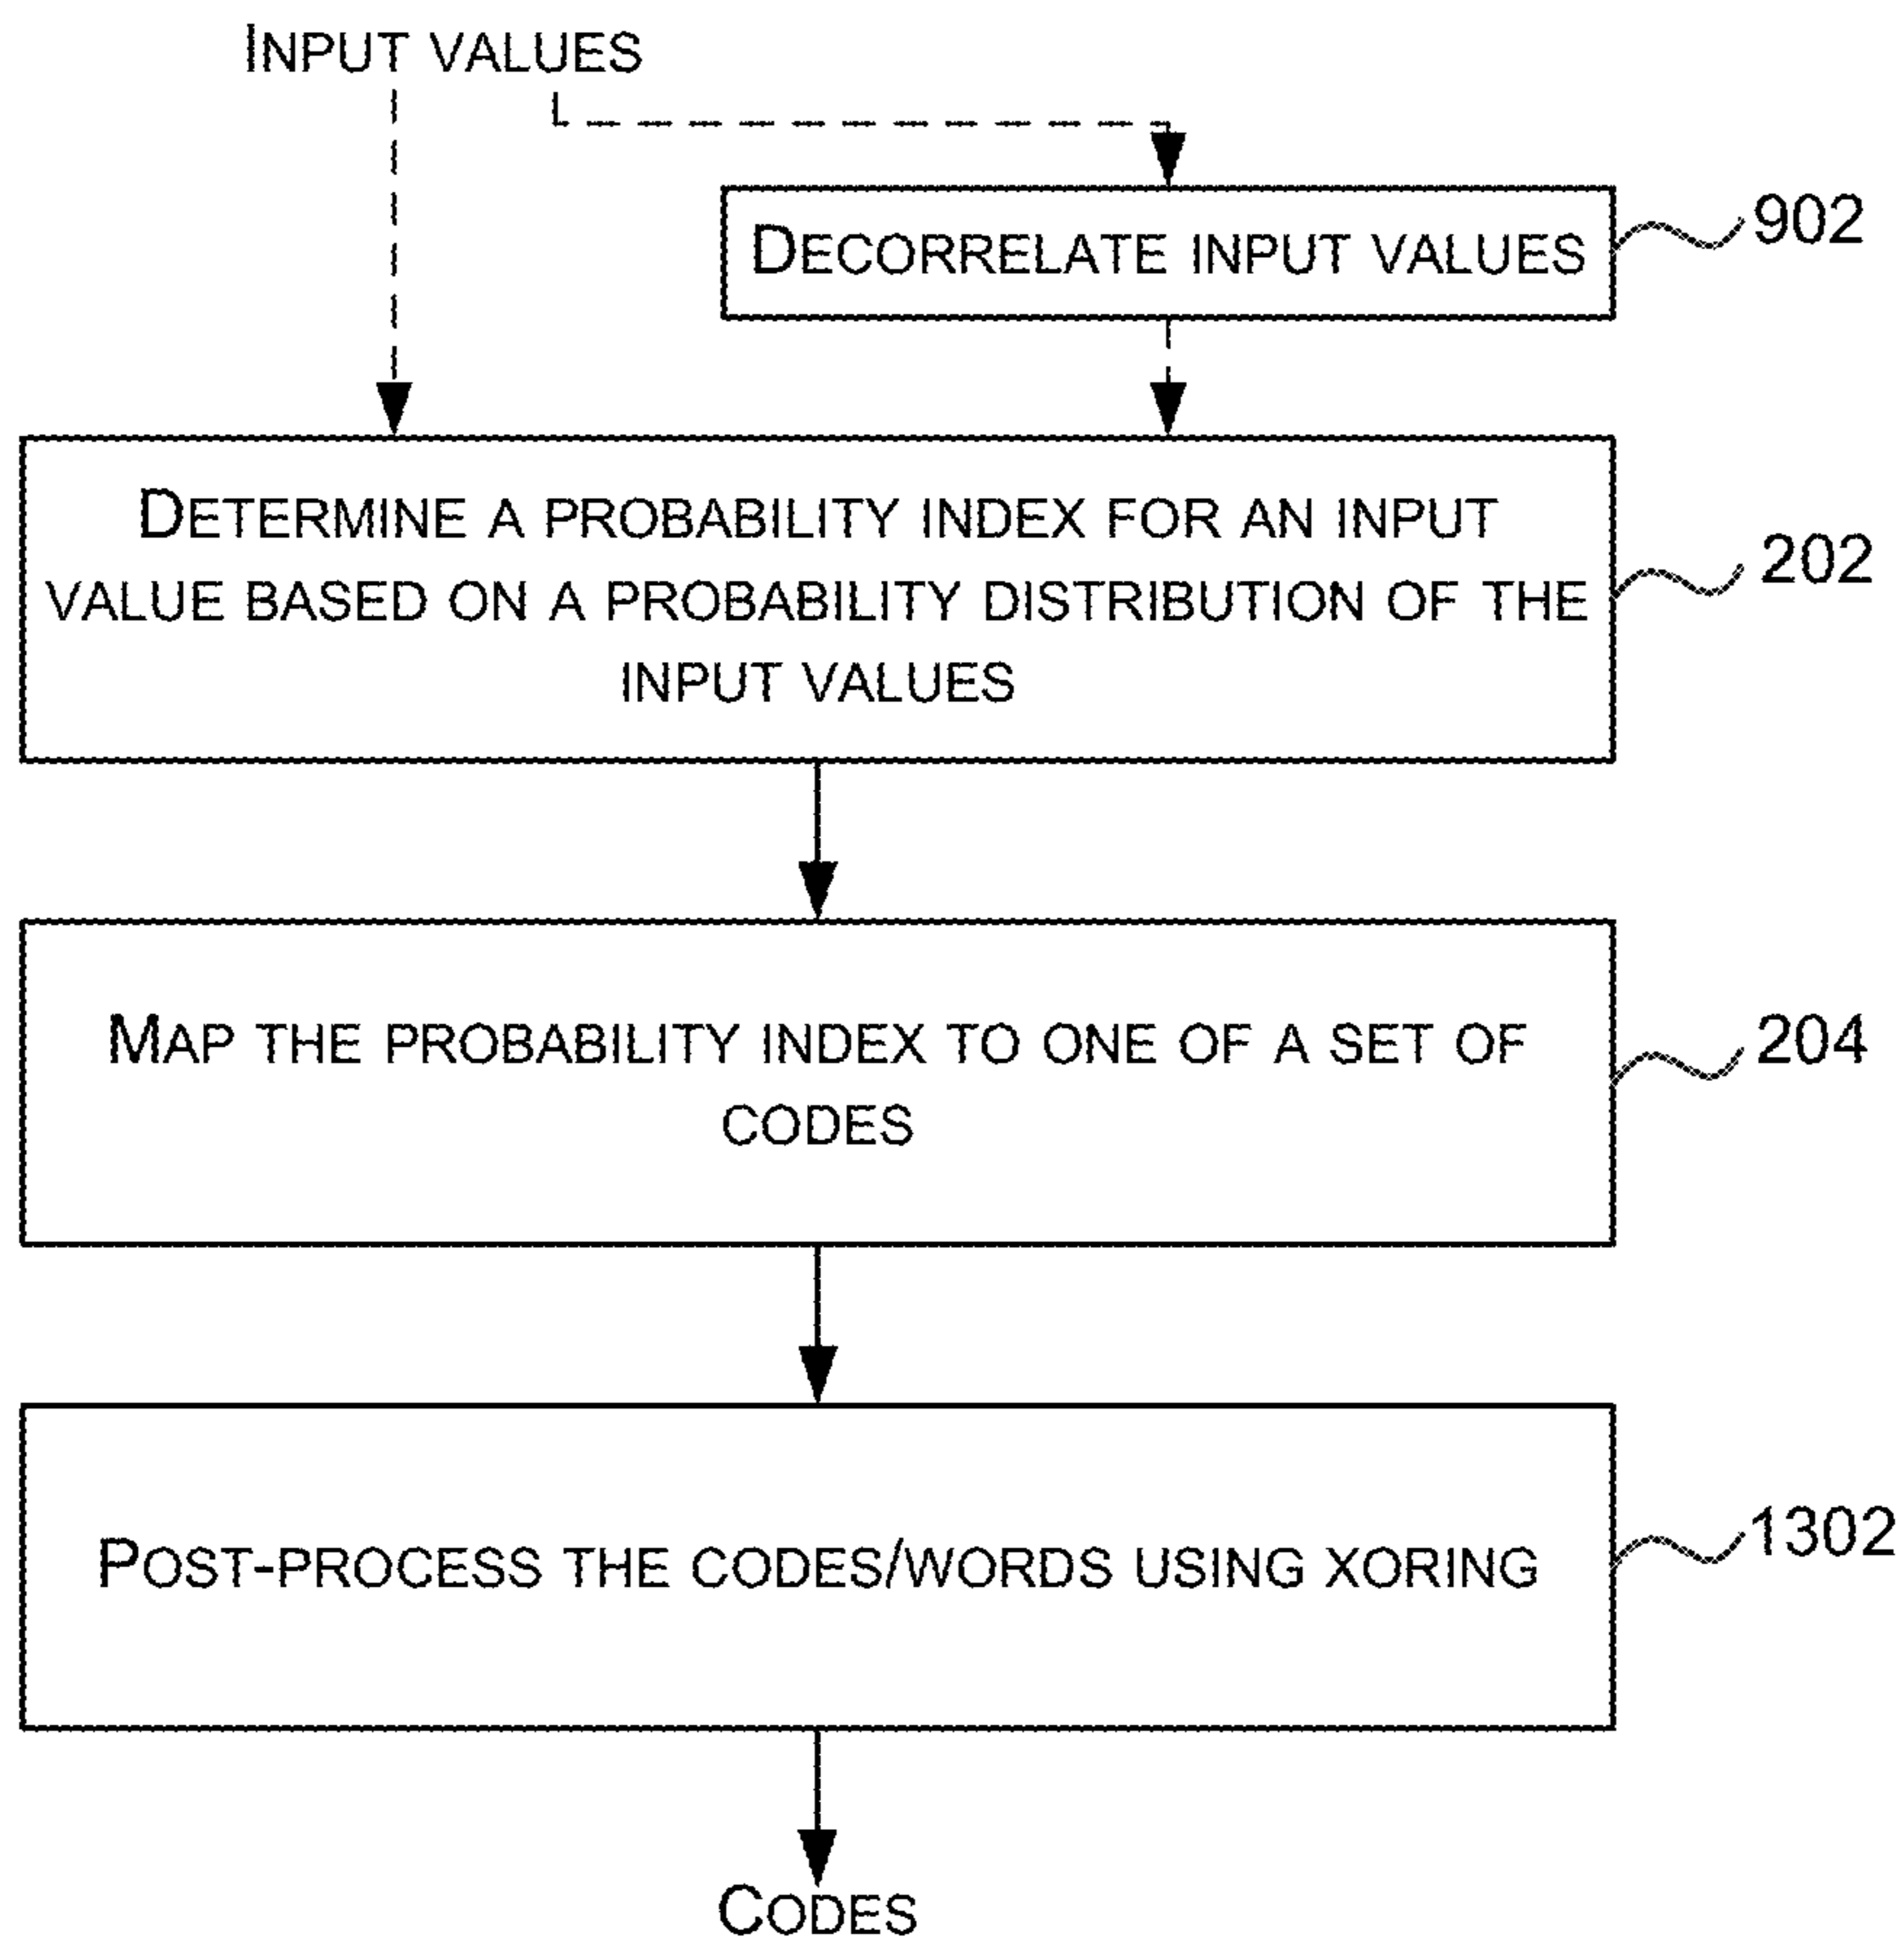 INPUT VALUES
DECORRELATE INPUT VALUES
902
DETERMINE A PROBABILITY INDEX FOR AN INPUT
VALUE BASED ON A PROBABILITY DISTRIBUTION OF THE
INPUT VALUES
202
MAP THE PROBABILITY INDEX TO ONE OF A SET OF
CODES
204
POST-PROCESS THE CODES/WORDS USING XORING
1302
CODES